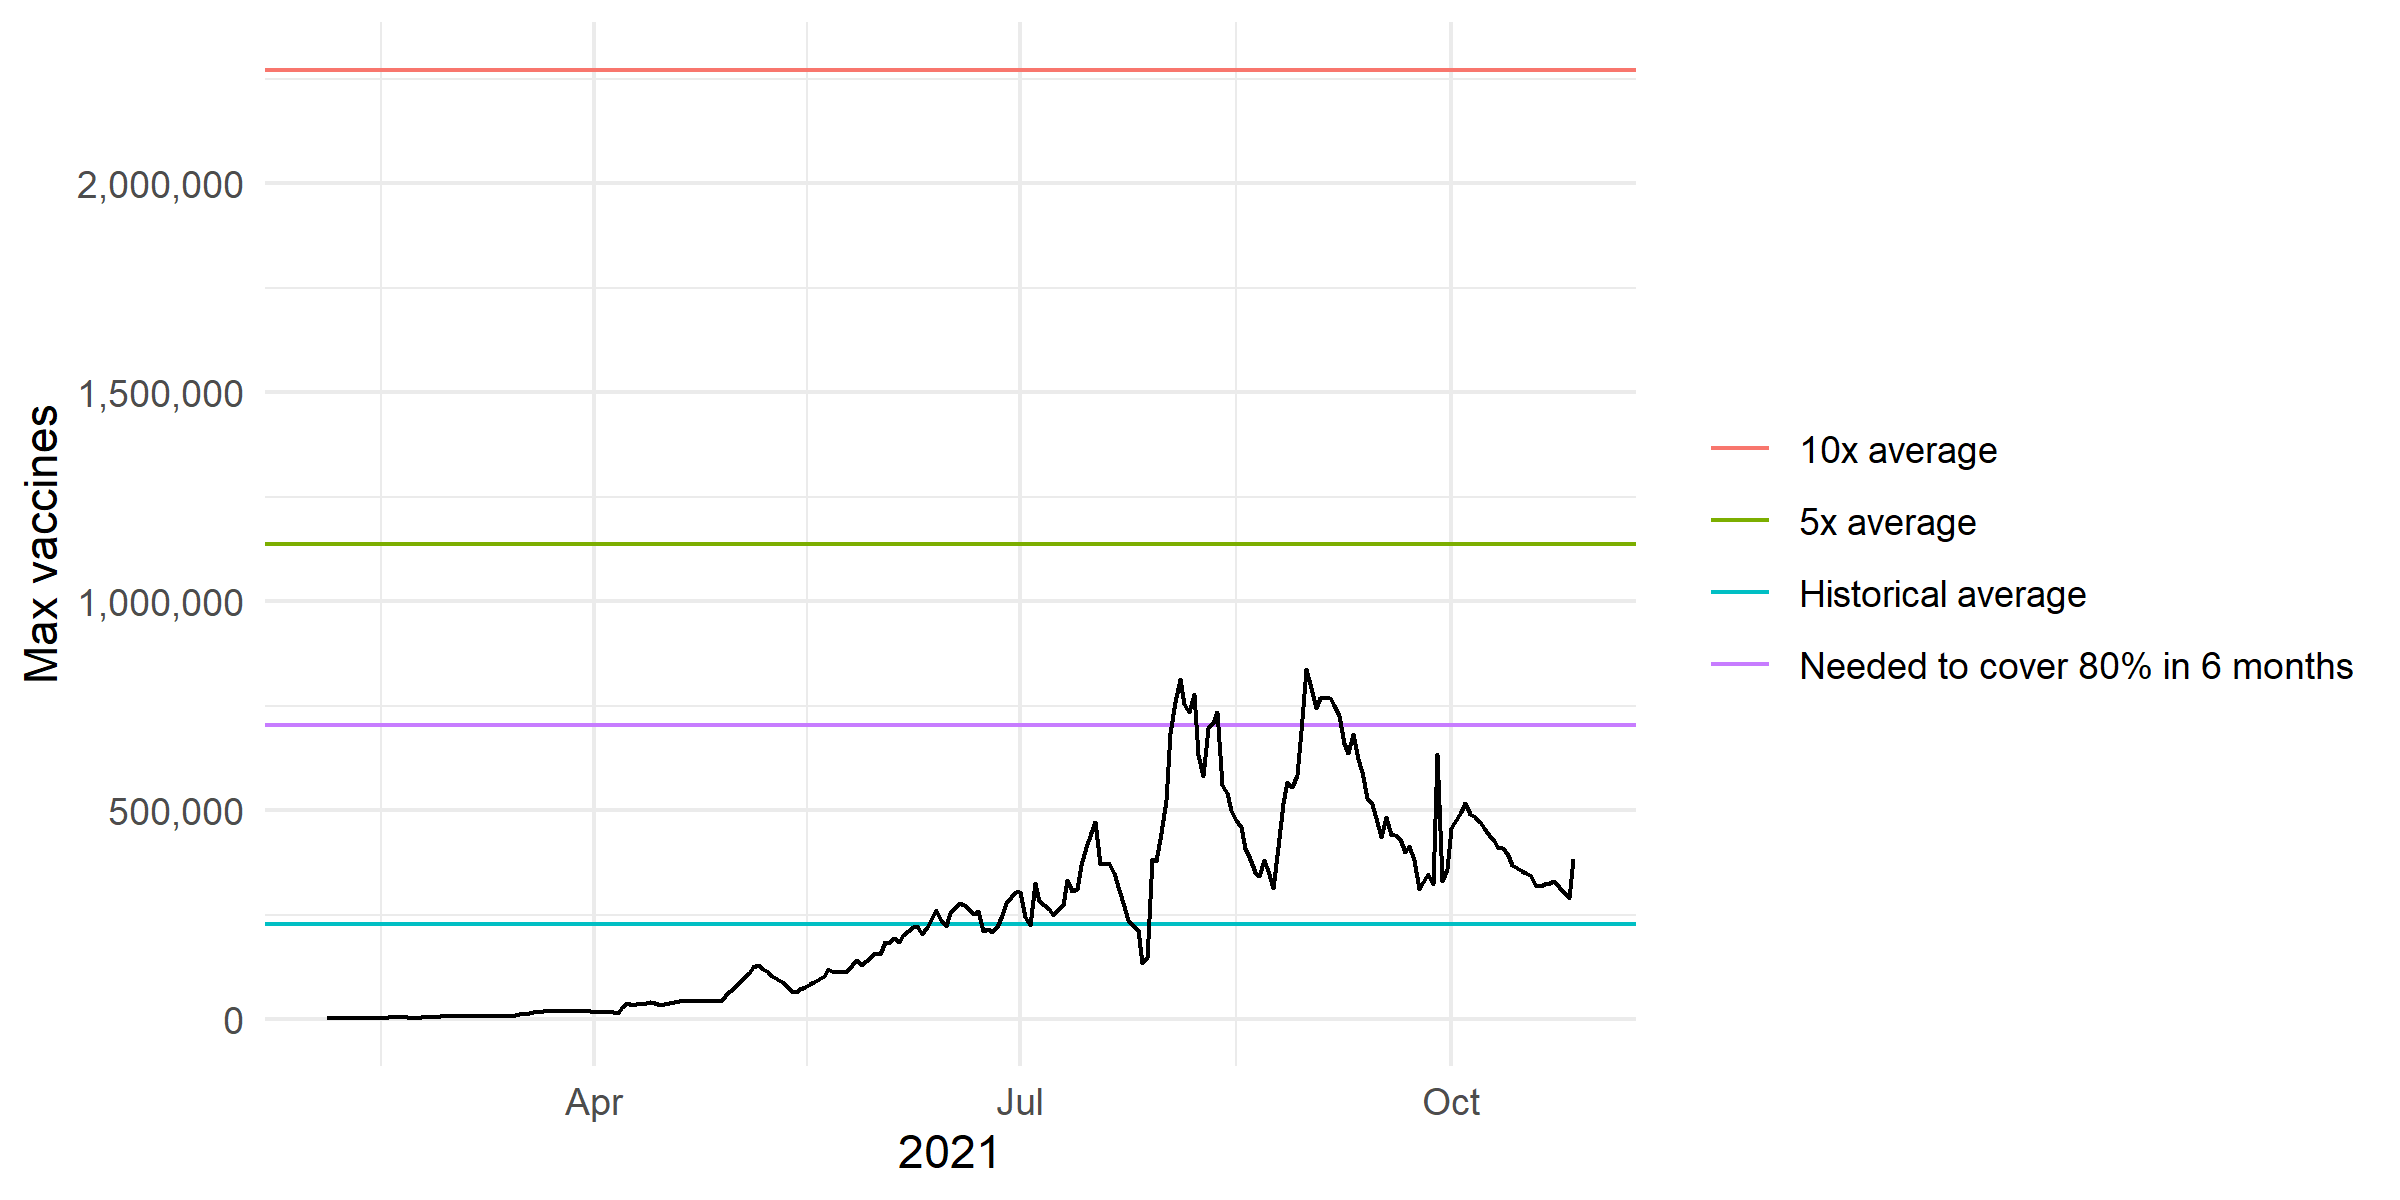 Max vaccines
2,000,000
1,500,000
1,000,000
500,000
0
Apr
Jul
Oct
2021
10x average
5x average
Historical average
Needed to cover 80% in 6 months